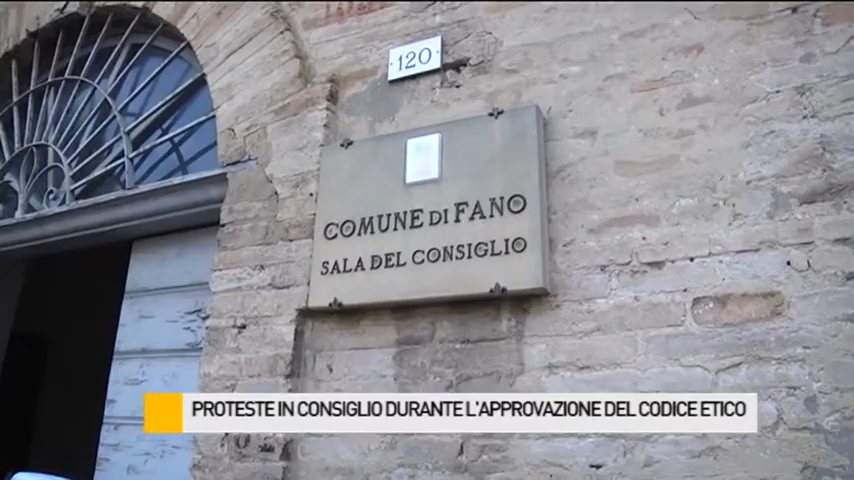 120
COMUNE DI FANO
SALA DEL CONSIGLIO
PROTESTE IN CONSIGLIO DURANTE L'APPROVAZIONE DEL CODICE ETICO